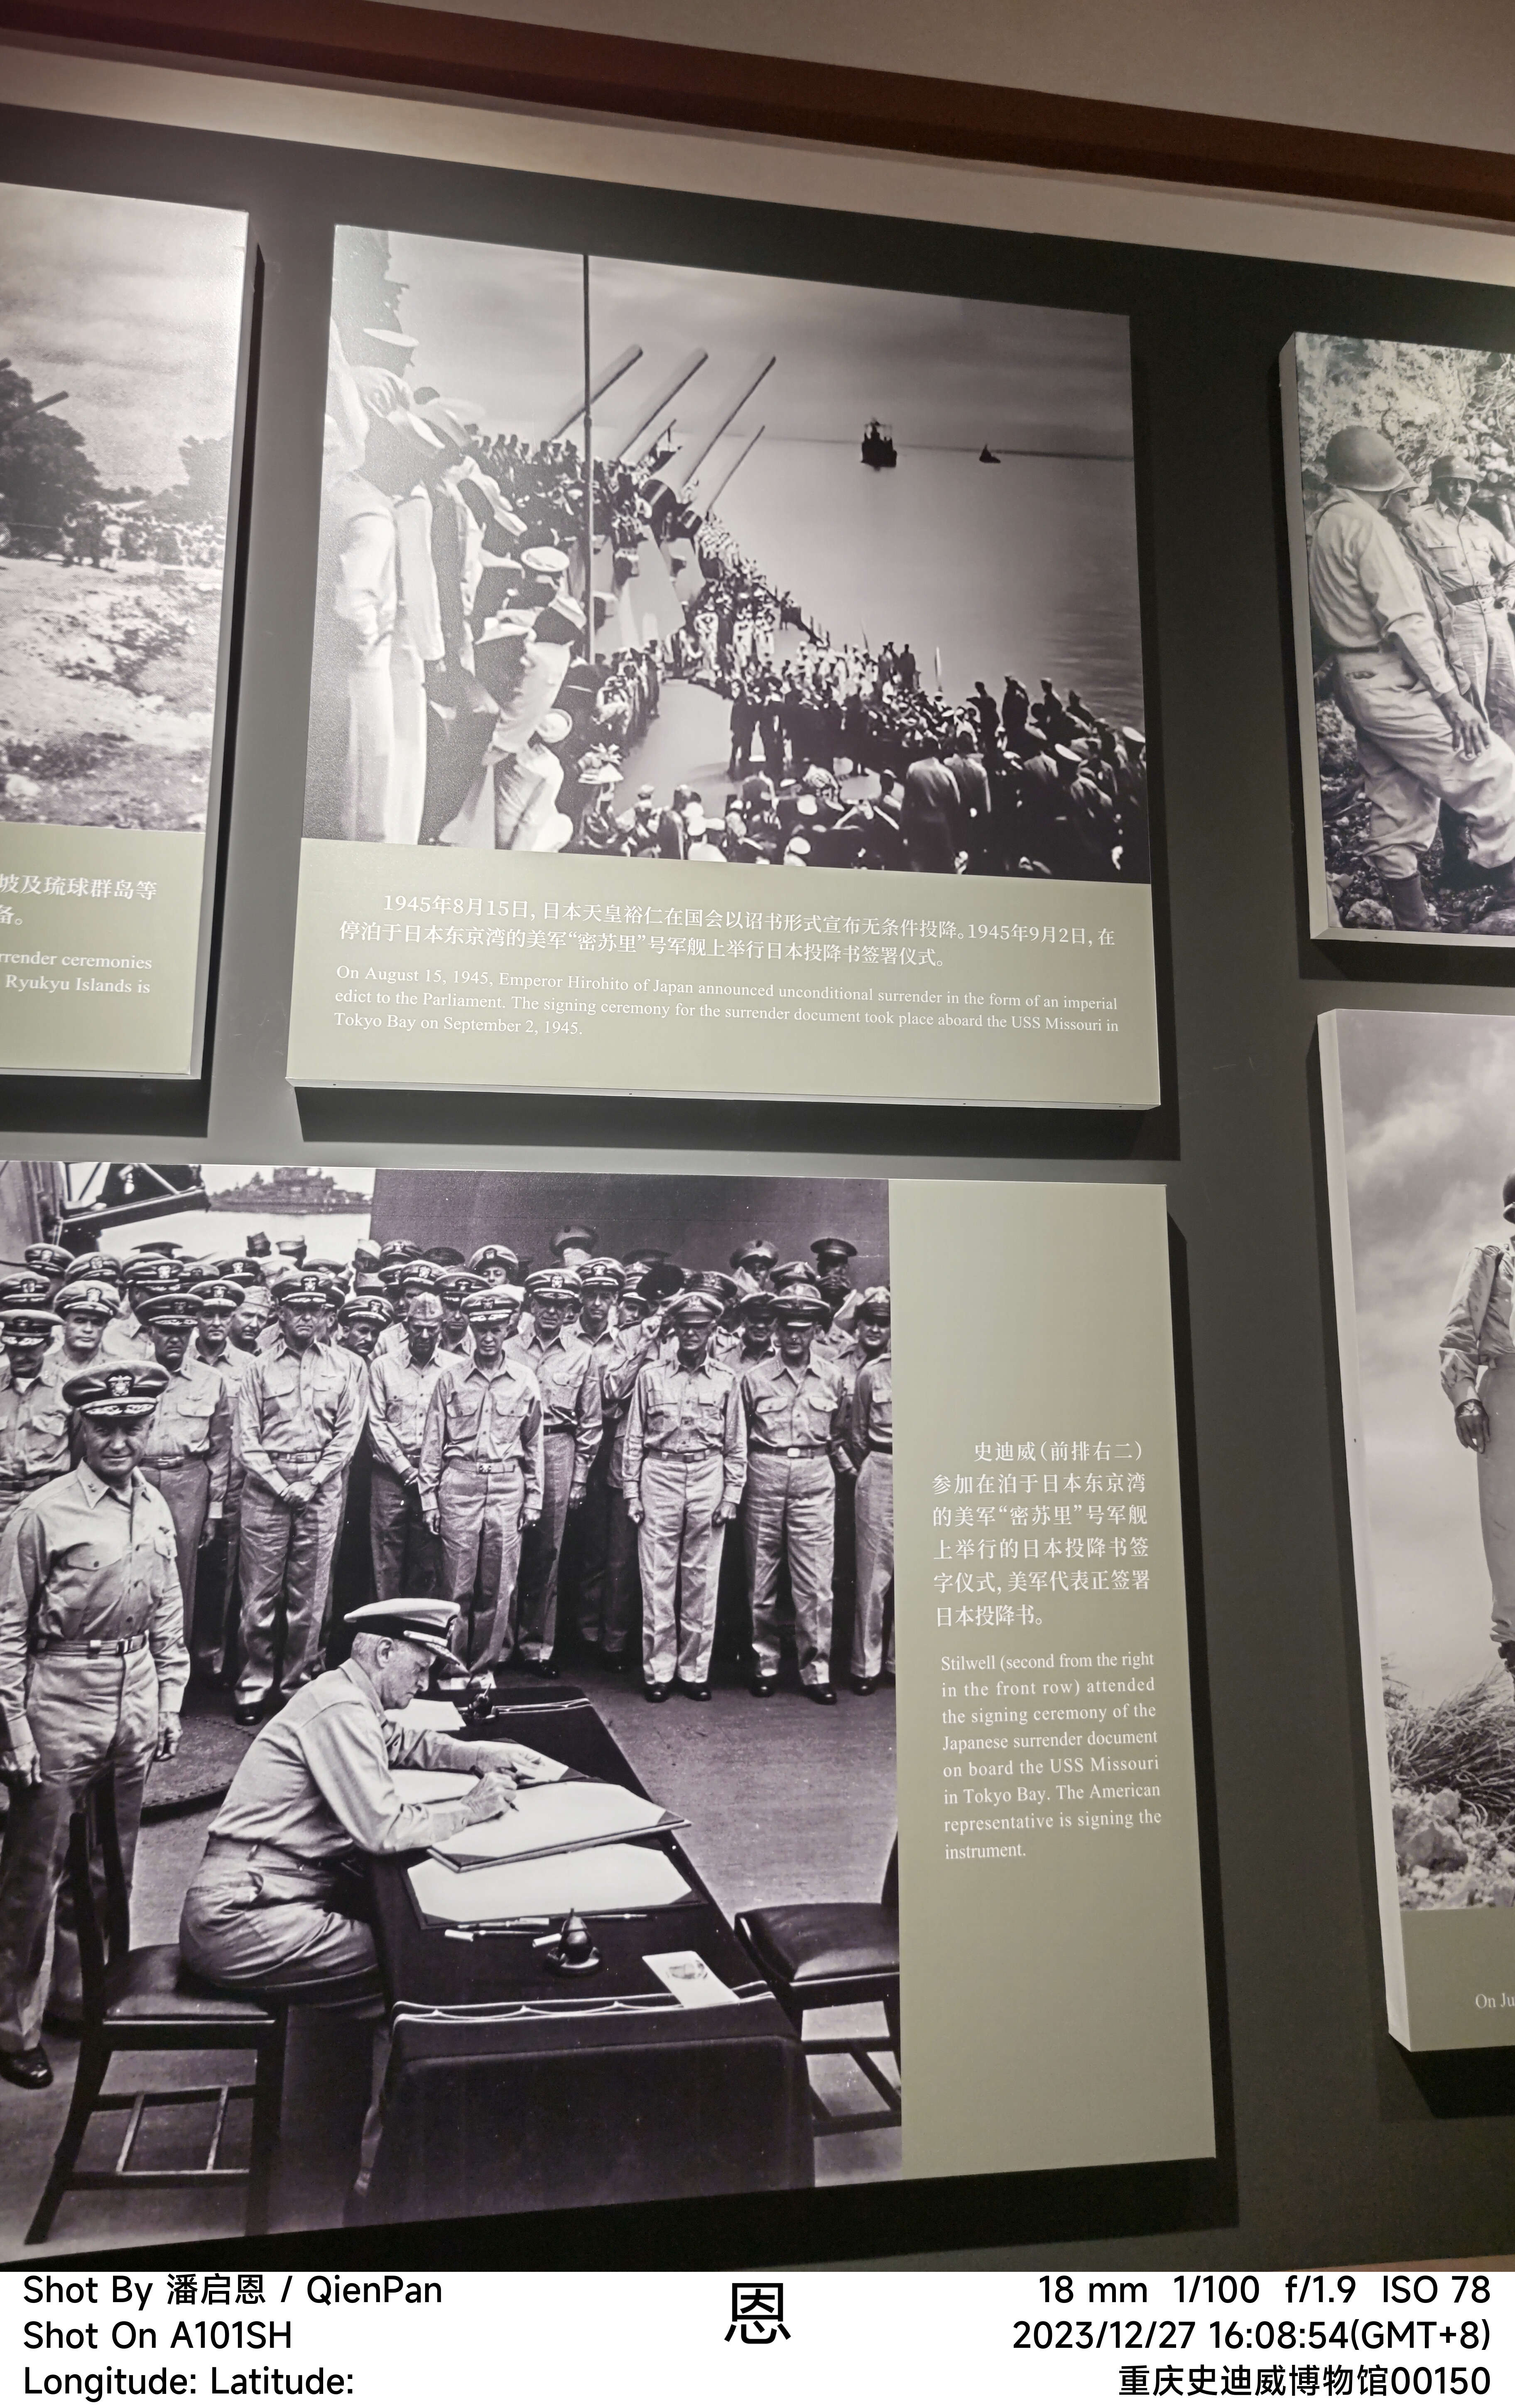 坡及琉球群岛等
备。
rrender ceremonies
Ryukyu Islands is
1945年8月15日，日本天皇裕仁在国会以诏书形式宣布无条件投降。1945年9月2日，在
停泊于日本东京湾的美军“密苏里”号军舰上举行日本投降书签署仪式。
On August 15, 1945, Emperor Hirohito of Japan announced unconditional surrender in the form of an imperial
edict to the Parliament. The signing ceremony for the surrender document took place aboard the USS Missouri in
Tokyo Bay on September 2, 1945.
史迪威（前排右二）
参加在泊于日本东京湾
的美军“密苏里”号军舰
上举行的日本投降书签
字仪式，美军代表正签署
日本投降书。
Stilwell (second from the right
in the front row) attended
the signing ceremony of the
Japanese surrender document
on board the USS Missouri
in Tokyo Bay. The American
representative is signing the
instrument.
On Ju
Shot By 潘启恩 / QienPan
Shot On A101SH
Longitude: Latitude:
恩
18 mm 1/100 f/1.9 ISO 78
2023/12/27 16:08:54(GMT+8)
重庆史迪威博物馆00150